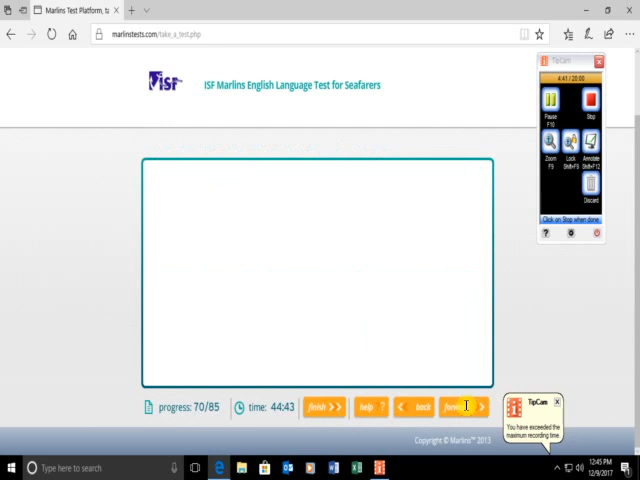 Marlins Test Platform, ta
marlinstests.com/take_a_test.php
TipCam
ISF
ISF Marlins English Language Test for Seafarers
4:41 / 20:00
Pause
F10
Stop
Zoom
F9
Lock
Shift+F9
Annotate
Shift+F12
Discard
Click on Stop when done
progress: 70/85
time: 44:43
finish
help ?
back
TipCam
You have exceeded the
maximum recording time.
Copyright © Marlins™ 2013
Type here to search
12:45 PM
12/9/2017